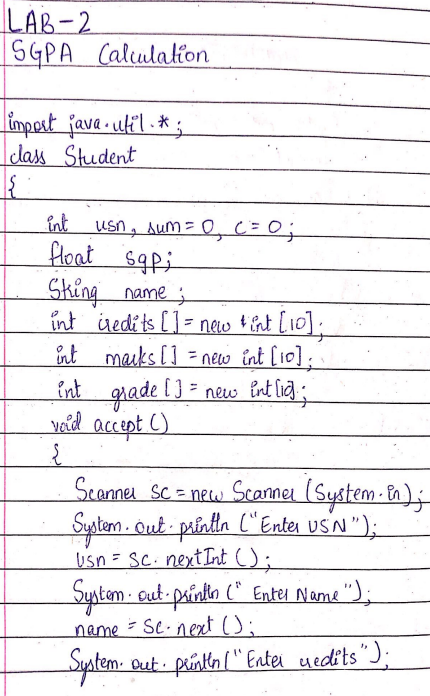 LAB-2
SGPA Calculation
import java.util.*;
class Student
{
int usn, sum=0, c=0;
float sgp;
String name;
int credits[]=new int[10];
int marks[]=new int[10];
int grade[]=new int[10];
void accept()
{
Scanner sc=new Scanner(System.in);
System.out.println("Enter USN");
usn=sc.nextInt();
System.out.println(" Enter Name");
name=sc.next();
System.out.println("Enter credits");